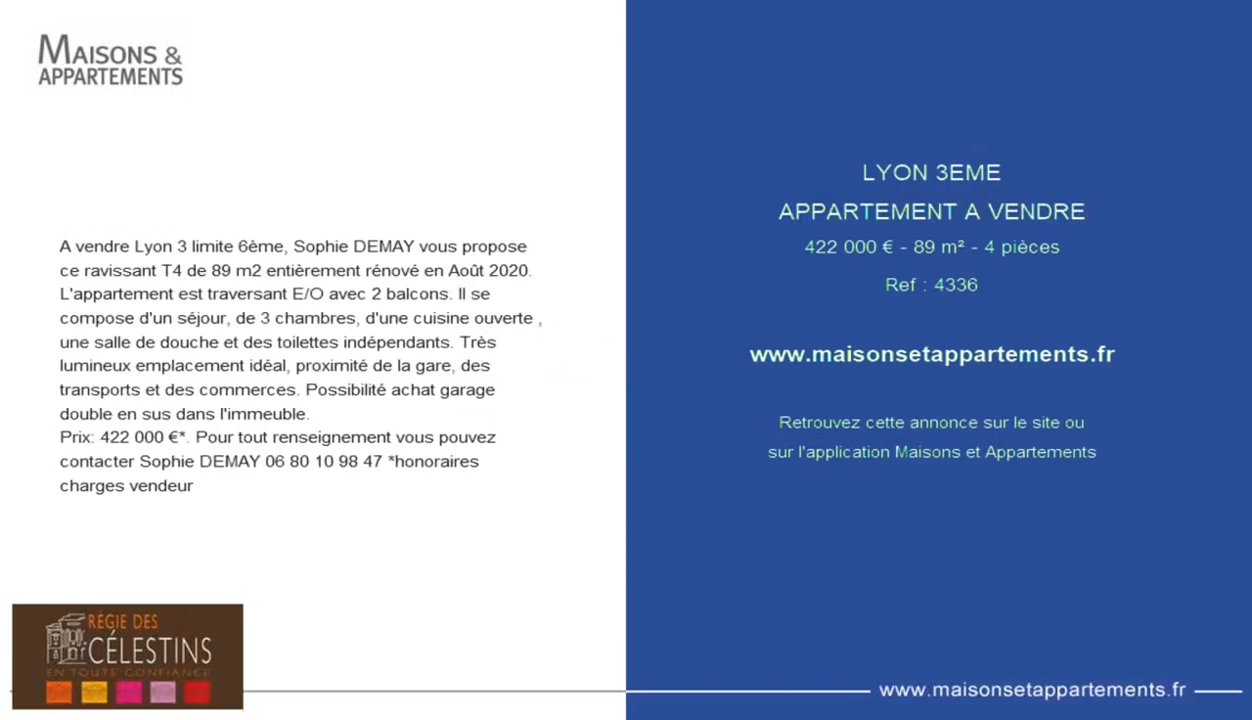 MAISONS &
APPARTEMENTS
A vendre Lyon 3 limite 6ème, Sophie DEMAY vous propose
ce ravissant T4 de 89 m2 entièrement rénové en Août 2020.
L'appartement est traversant E/O avec 2 balcons. Il se
compose d'un séjour, de 3 chambres, d'une cuisine ouverte ,
une salle de douche et des toilettes indépendants. Très
lumineux emplacement idéal, proximité de la gare, des
transports et des commerces. Possibilité achat garage
double en sus dans l'immeuble.
Prix: 422 000 €*. Pour tout renseignement vous pouvez
contacter Sophie DEMAY 06 80 10 98 47 *honoraires
charges vendeur
RÉGIE DES
CÉLESTINS
EN TOUTE CONFIANCE
LYON 3EME
APPARTEMENT A VENDRE
422 000 € - 89 m² - 4 pièces
Ref : 4336
www.maisonsetappartements.fr
Retrouvez cette annonce sur le site ou
sur l'application Maisons et Appartements
www.maisonsetappartements.fr